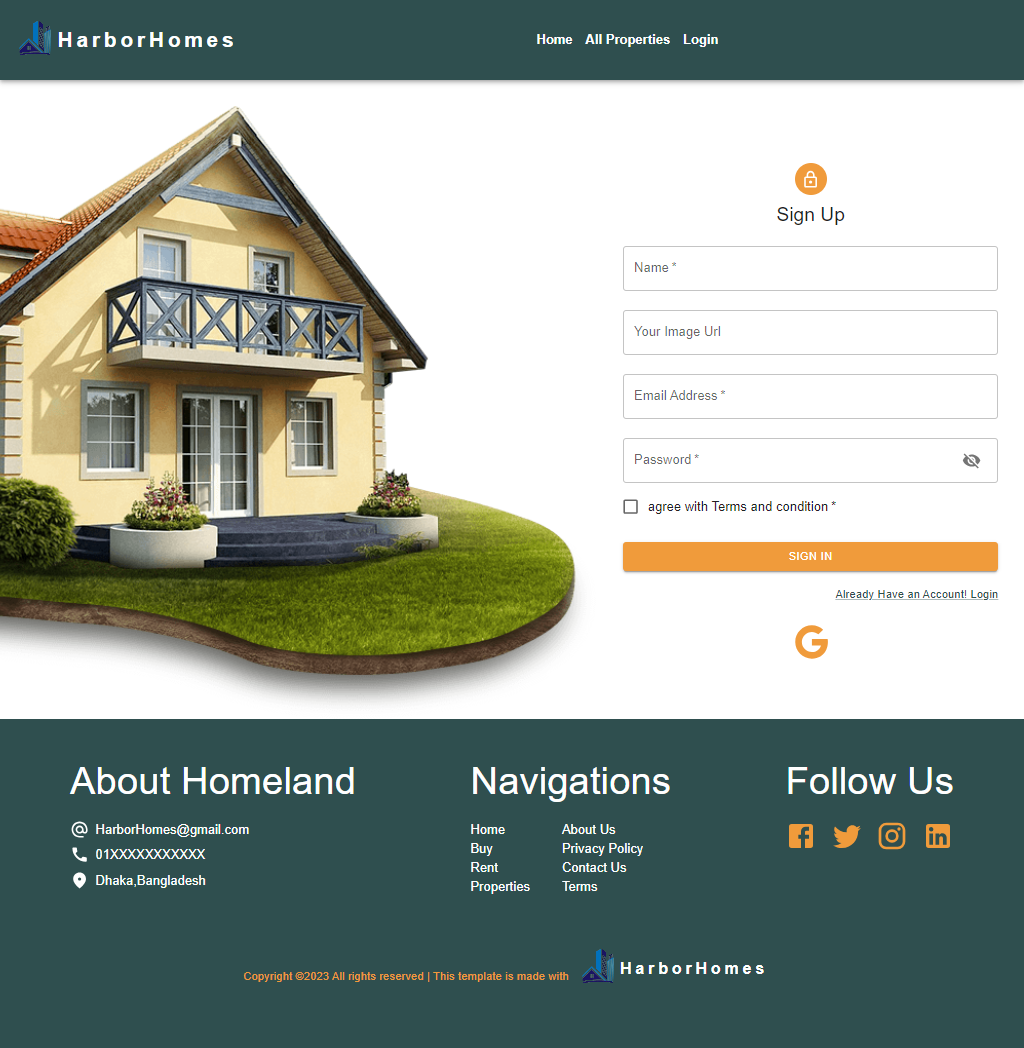 HarborHomes
Home All Properties Login
Sign Up
Name *
Your Image Url
Email Address *
Password *
agree with Terms and condition *
SIGN IN
Already Have an Account! Login
G
About Homeland
HarborHomes@gmail.com
01XXXXXXXXXXX
Dhaka,Bangladesh
Navigations
Home
Buy
Rent
Properties
About Us
Privacy Policy
Contact Us
Terms
Follow Us
Copyright ©2023 All rights reserved | This template is made with HarborHomes